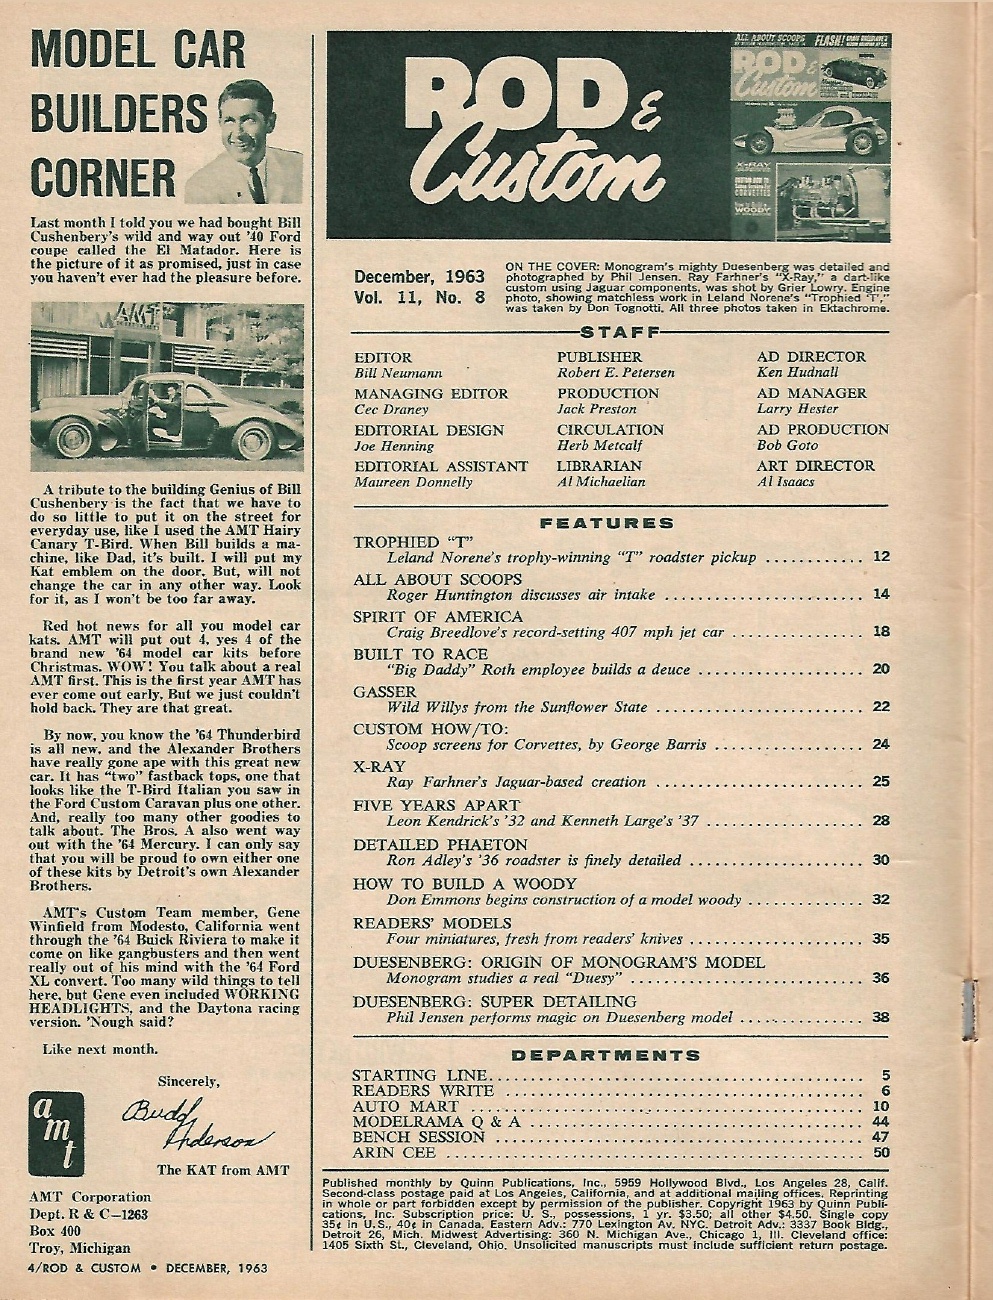 MODEL CAR
BUILDERS
CORNER
Last month I told you we had bought Bill
Cushenbery's wild and way out '40 Ford
coupe called the El Matador. Here is
the picture of it as promised, just in case
you haven't ever had the pleasure before.
AMT
A tribute to the building Genius of Bill
Cushenbery is the fact that we have to
do so little to put it on the street for
everyday use, like I used the AMT Hairy
Canary T-Bird. When Bill builds a ma-
chine, like Dad, it's built. I will put my
Kat emblem on the door, But, will not
change the car in any other way. Look
for it, as I won't be too far away.
Red hot news for all you model car
kats. AMT will put out 4, yes 4 of the
brand new '64 model car kits before
Christmas. WOW! You talk about a real
AMT first. This is the first year AMT has
ever come out early. But we just couldn't
hold back. They are that great.
By now, you know the '64 Thunderbird
is all new, and the Alexander Brothers
have really gone ape with this great new
car. It has "two" fastback tops, one that
looks like the T-Bird Italian you saw in
the Ford Custom Caravan plus one other.
And, really too many other goodies to
talk about. The Bros. A also went way
out with the '64 Mercury. I can only say
that you will be proud to own either one
of these kits by Detroit's own Alexander
Brothers.
AMT's Custom Team member, Gene
Winfield from Modesto, California went
through the '64 Buick Riviera to make it
come on like gangbusters and then went
really out of his mind with the '64 Ford
XL convert. Too many wild things to tell
here, but Gene even included WORKING
HEADLIGHTS, and the Daytona racing
version. 'Nough said?
Like next month.
Sincerely,
Budd
Anderson
amt
The KAT from AMT
AMT Corporation
Dept. R & C-1263
Box 400
Troy, Michigan
4/ROD & CUSTOM • DECEMBER, 1963
ROD &
Custom
ALL ABOUT SCOOPS
FLASH!
ROD &
Custom
X-RAY
CORVETTES
WOODY
December, 1963
Vol. 11, No. 8
ON THE COVER: Monogram's mighty Duesenberg was detailed and
photographed by Phil Jensen. Ray Farhner's "X-Ray," a dart-like
custom using Jaguar components, was shot by Grier Lowry. Engine
photo, showing matchless work in Leland Norene's "Trophied 'T',"
was taken by Don Tognotti. All three photos taken in Ektachrome.
STAFF
EDITOR
Bill Neumann
MANAGING EDITOR
Cec Draney
EDITORIAL DESIGN
Joe Henning
EDITORIAL ASSISTANT
Maureen Donnelly
PUBLISHER
Robert E. Petersen
PRODUCTION
Jack Preston
CIRCULATION
Herb Metcalf
LIBRARIAN
Al Michaelian
AD DIRECTOR
Ken Hudnall
AD MANAGER
Larry Hester
AD PRODUCTION
Bob Goto
ART DIRECTOR
Al Isaacs
FEATURES
TROPHIED "T"
Leland Norene's trophy-winning "T" roadster pickup ........... 12
ALL ABOUT SCOOPS
Roger Huntington discusses air intake ........... 14
SPIRIT OF AMERICA
Craig Breedlove's record-setting 407 mph jet car ........... 18
BUILT TO RACE
"Big Daddy" Roth employee builds a deuce ........... 20
GASSER
Wild Willys from the Sunflower State ........... 22
CUSTOM HOW/TO:
Scoop screens for Corvettes, by George Barris ........... 24
X-RAY
Ray Farhner's Jaguar-based creation ........... 25
FIVE YEARS APART
Leon Kendrick's '32 and Kenneth Large's '37 ........... 28
DETAILED PHAETON
Ron Adley's '36 roadster is finely detailed ........... 30
HOW TO BUILD A WOODY
Don Emmons begins construction of a model woody ........... 32
READERS' MODELS
Four miniatures, fresh from readers' knives ........... 35
DUESENBERG: ORIGIN OF MONOGRAM'S MODEL
Monogram studies a real "Duesy" ........... 36
DUESENBERG: SUPER DETAILING
Phil Jensen performs magic on Duesenberg model ........... 38
DEPARTMENTS
STARTING LINE ........... 5
READERS WRITE ........... 6
AUTO MART ........... 10
MODELRAMA Q & A ........... 44
BENCH SESSION ........... 47
ARIN CEE ........... 50
Published monthly by Quinn Publications, Inc., 5959 Hollywood Blvd., Los Angeles 28, Calif.
Second-class postage paid at Los Angeles, California, and at additional mailing offices. Reprinting
in whole or part forbidden except by permission of the publisher. Copyright 1963 by Quinn Publi-
cations, Inc. Subscription price: U. S., possessions, 1 yr. $3.50; all other $4.50. Single copy
35¢ in U.S., 40¢ in Canada. Eastern Adv.: 770 Lexington Av. NYC. Detroit Adv.: 3337 Book Bldg.,
Detroit 26, Mich. Midwest Advertising: 360 N. Michigan Ave., Chicago 1, Ill. Cleveland office:
1405 Sixth St., Cleveland, Ohio. Unsolicited manuscripts must include sufficient return postage.